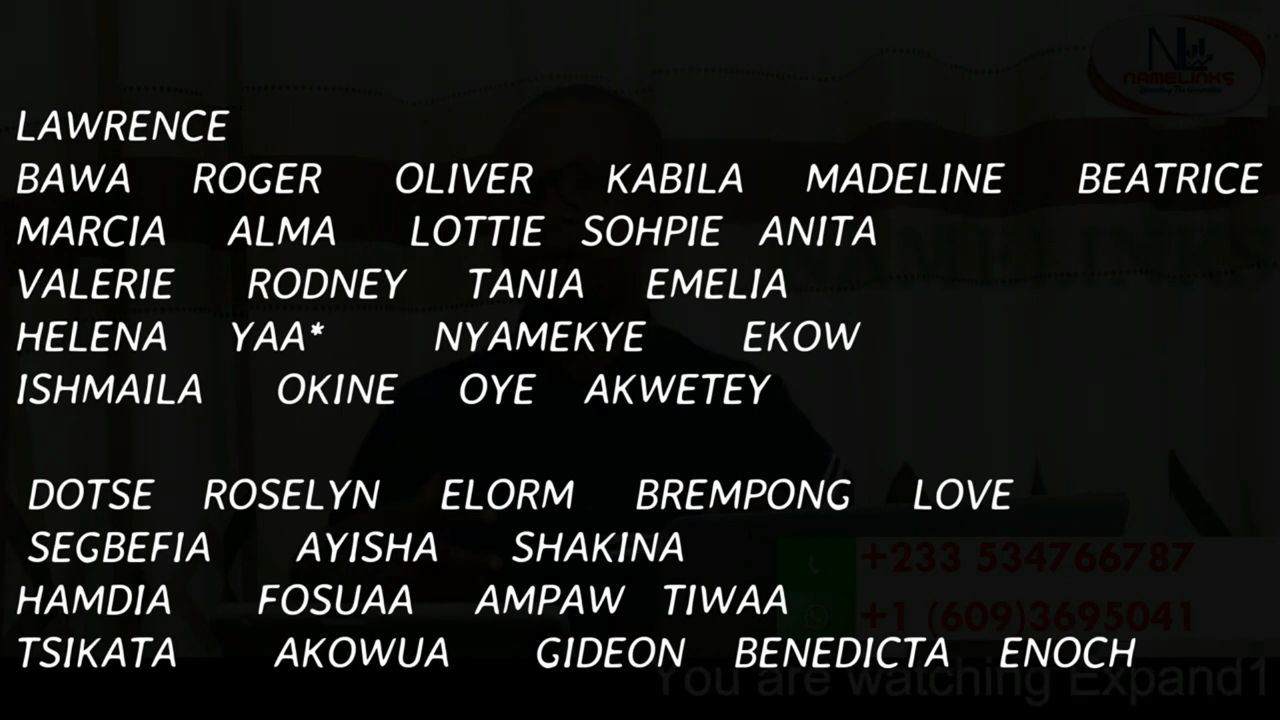 NAMELINKS
LAWRENCE
BAWA ROGER OLIVER KABILA MADELINE BEATRICE
MARCIA ALMA LOTTIE SOHPIE ANITA
VALERIE RODNEY TANIA EMELIA
HELENA YAA* NYAMEKYE EKOW
ISHMAILA OKINE OYE AKWETEY
DOTSE ROSELYN ELORM BREMPONG LOVE
SEGBEFIA AYISHA SHAKINA
+233 534766787
HAMDIA FOSUAA AMPAW TIWAA
+1 (609)3695041
TSIKATA AKOWUA GIDEON BENEDICTA ENOCH
You are watching Expand1